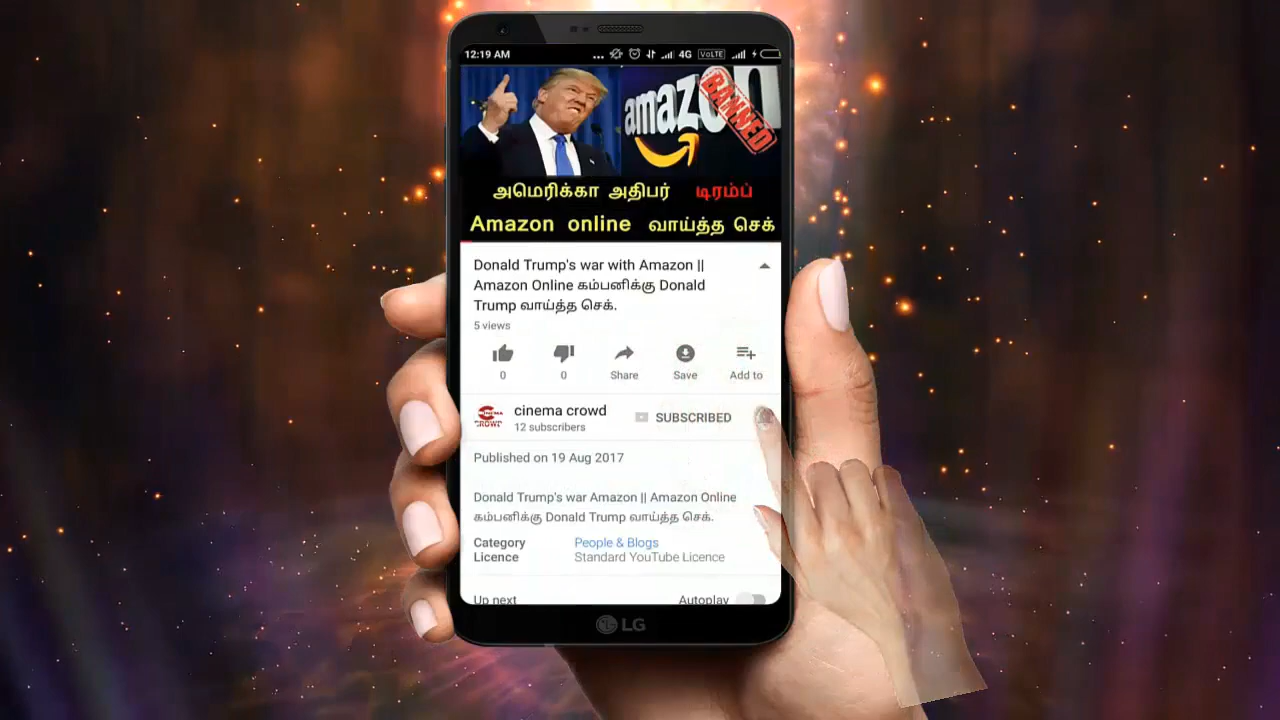 12:19 AM
4G VoLTE
amazon
BANNED
அமெரிக்கா அதிபர் டிரம்ப்
Amazon online வாய்த்த செக்
Donald Trump's war with Amazon ||
Amazon Online கம்பனிக்கு Donald
Trump வாய்த்த செக்.
5 views
0 0 Share Save Add to
CINEMA
CROWD
cinema crowd
SUBSCRIBED
12 subscribers
Published on 19 Aug 2017
Donald Trump's war Amazon || Amazon Online
கம்பனிக்கு Donald Trump வாய்த்த செக்.
Category People & Blogs
Licence Standard YouTube Licence
Up next Autoplay
LG